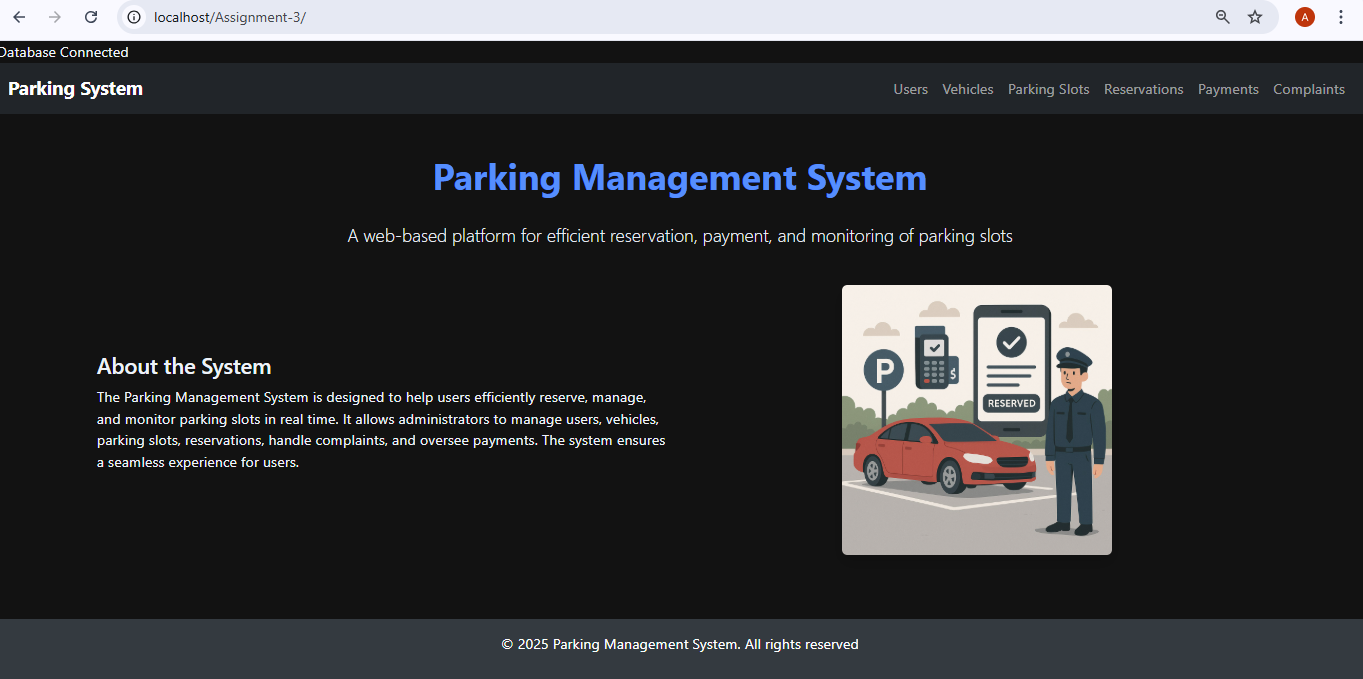 localhost/Assignment-3/
A
Database Connected
Parking System
Users Vehicles Parking Slots Reservations Payments Complaints
Parking Management System
A web-based platform for efficient reservation, payment, and monitoring of parking slots
About the System
The Parking Management System is designed to help users efficiently reserve, manage,
and monitor parking slots in real time. It allows administrators to manage users, vehicles,
parking slots, reservations, handle complaints, and oversee payments. The system ensures
a seamless experience for users.
P
$
RESERVED
© 2025 Parking Management System. All rights reserved